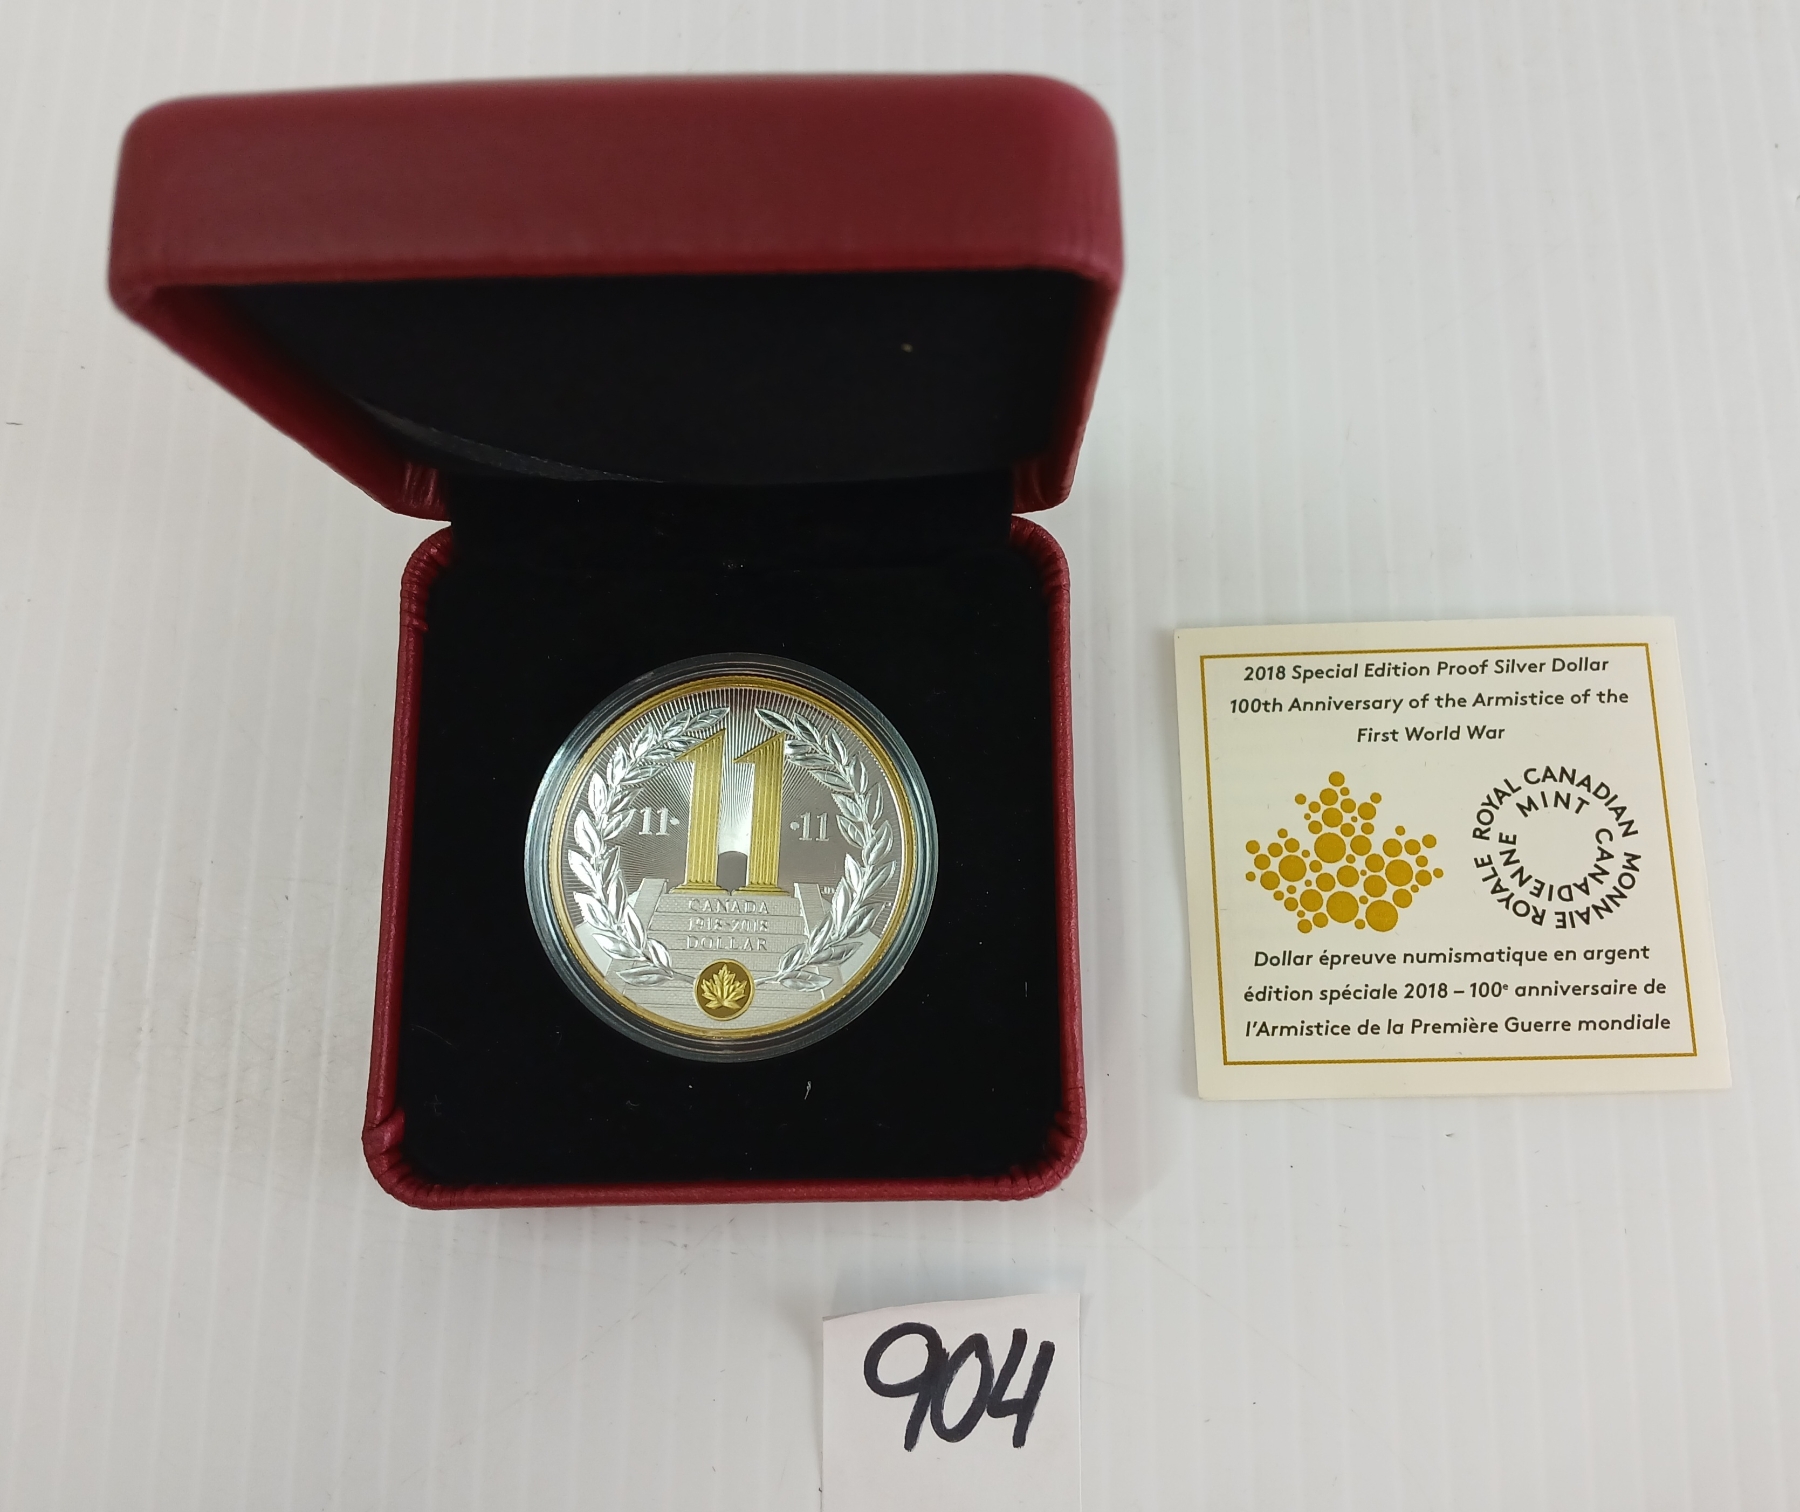 11
11·
·11
CANADA
1918-2018
DOLLAR
2018 Special Edition Proof Silver Dollar
100th Anniversary of the Armistice of the
First World War
ROYAL CANADIAN MINT
MONNAIE ROYALE CANADIENNE
Dollar épreuve numismatique en argent
édition spéciale 2018 – 100e anniversaire de
l'Armistice de la Première Guerre mondiale
904